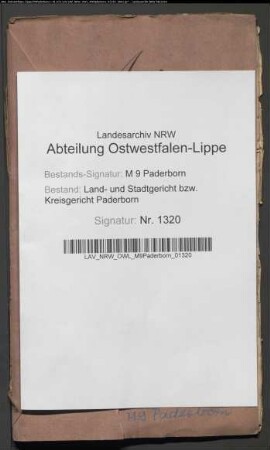 Landesarchiv NRW
Abteilung Ostwestfalen-Lippe
Bestands-Signatur: M 9 Paderborn
Bestand: Land- und Stadtgericht bzw.
Kreisgericht Paderborn
Signatur: Nr. 1320
LAV_NRW_OWL_M9Paderborn_01320
M9 Paderborn